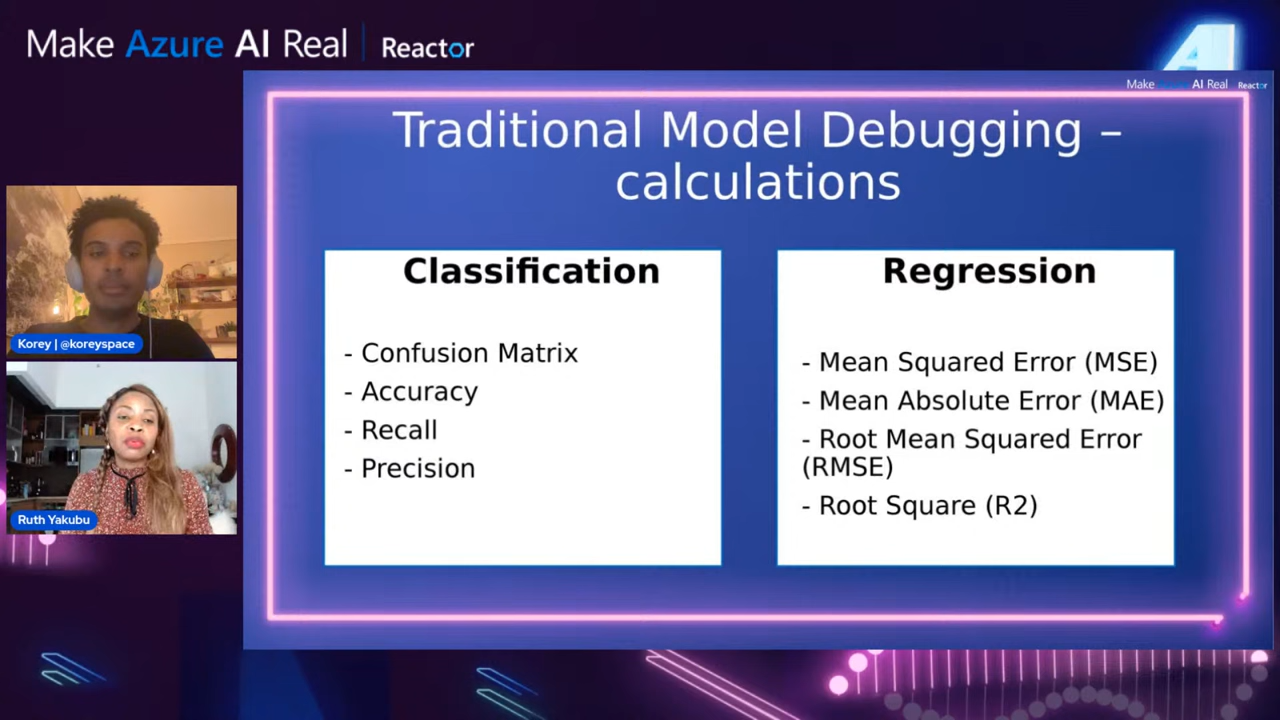 Make Azure AI Real Reactor
Make Azure AI Real Reactor
Traditional Model Debugging –
calculations
Classification
- Confusion Matrix
- Accuracy
- Recall
- Precision
Regression
- Mean Squared Error (MSE)
- Mean Absolute Error (MAE)
- Root Mean Squared Error
(RMSE)
- Root Square (R2)
Korey | @koreyspace
Ruth Yakubu